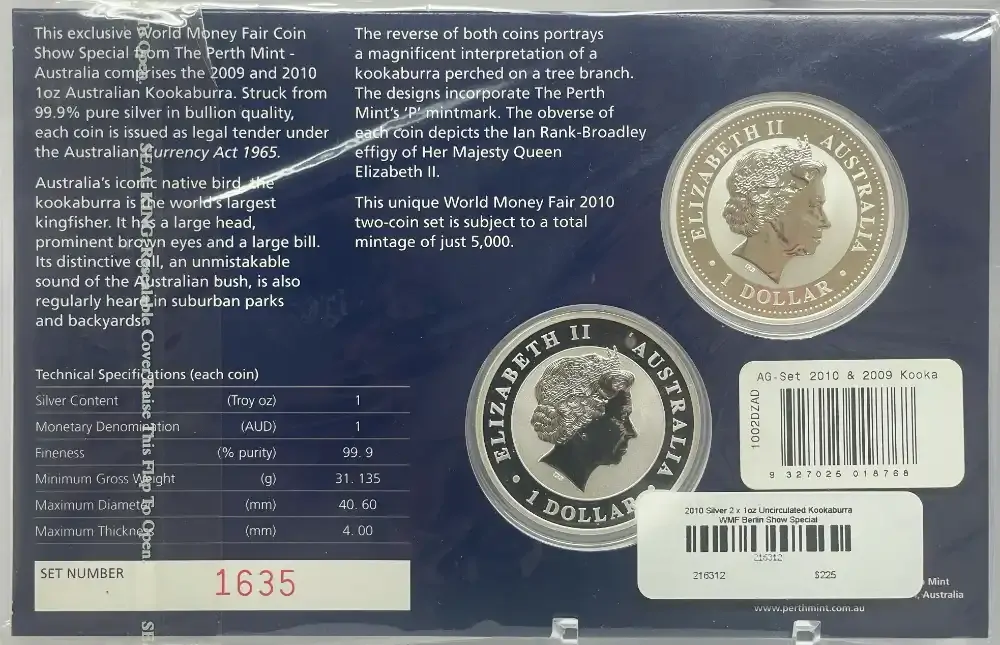 This exclusive World Money Fair Coin
Show Special from The Perth Mint -
Australia comprises the 2009 and 2010
1oz Australian Kookaburra. Struck from
99.9% pure silver in bullion quality,
each coin is issued as legal tender under
the Australian Currency Act 1965.
Australia's iconic native bird, the
kookaburra is the world's largest
kingfisher. It has a large head,
prominent brown eyes and a large bill.
Its distinctive call, an unmistakable
sound of the Australian bush, is also
regularly heard in suburban parks
and backyards.
The reverse of both coins portrays
a magnificent interpretation of a
kookaburra perched on a tree branch.
The designs incorporate The Perth
Mint's 'P' mintmark. The obverse of
each coin depicts the Ian Rank-Broadley
effigy of Her Majesty Queen
Elizabeth II.
This unique World Money Fair 2010
two-coin set is subject to a total
mintage of just 5,000.
Technical Specifications (each coin)
Silver Content (Troy oz) 1
Monetary Denomination (AUD) 1
Fineness (% purity) 99.9
Minimum Gross Weight (g) 31.135
Maximum Diameter (mm) 40.60
Maximum Thickness (mm) 4.00
SET NUMBER 1635
Resealable Cover Raise This Flap To Open
ELIZABETH II AUSTRALIA
1 DOLLAR
ELIZABETH II AUSTRALIA
1 DOLLAR
AG-Set 2010 & 2009 Kooka
1002DZAD
9 327025 018768
2010 Silver 2 x 1oz Uncirculated Kookaburra
WMF Berlin Show Special
216312
216312 $225
Mint
Australia
www.perthmint.com.au